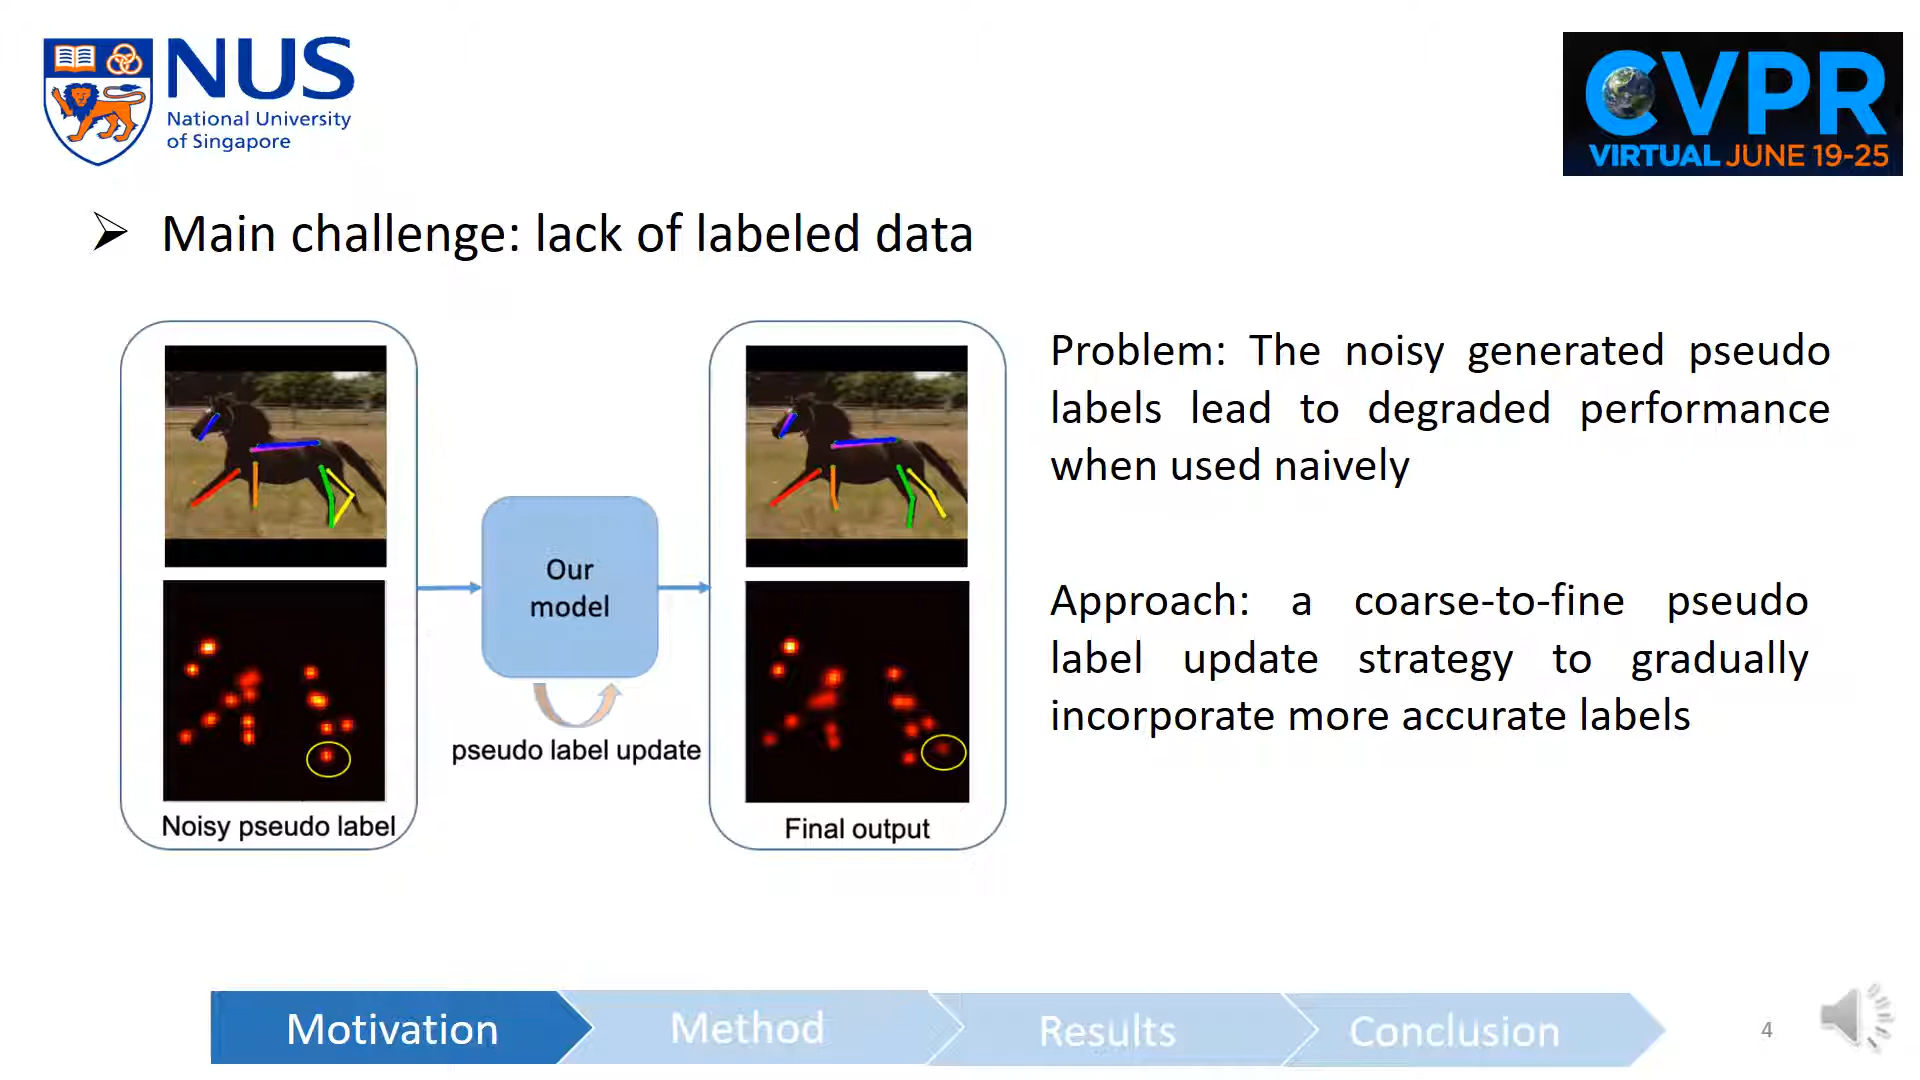 NUS
National University
of Singapore
CVPR
VIRTUAL JUNE 19-25
➢ Main challenge: lack of labeled data
Problem: The noisy generated pseudo
labels lead to degraded performance
when used naively
Our
model
pseudo label update
Noisy pseudo label
Final output
Approach: a coarse-to-fine pseudo
label update strategy to gradually
incorporate more accurate labels
Motivation
Method
Results
Conclusion
4